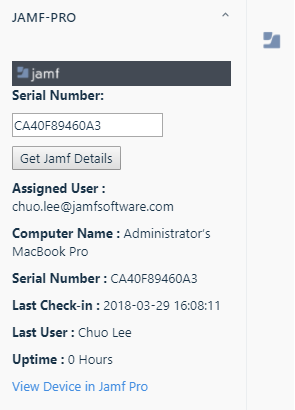 JAMF-PRO
jamf
Serial Number:
CA40F89460A3
Get Jamf Details
Assigned User :
chuo.lee@jamfsoftware.com
Computer Name : Administrator's
MacBook Pro
Serial Number : CA40F89460A3
Last Check-in : 2018-03-29 16:08:11
Last User : Chuo Lee
Uptime : 0 Hours
View Device in Jamf Pro